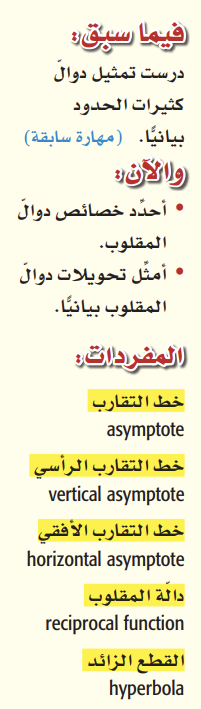 فيما سبق:
درست تمثيل دوالّ
كثيرات الحدود
بيانيًّا. (مهارة سابقة)
والآن:
• أحدِّد خصائص دوالّ
المقلوب.
• أمثِّل تحويلات دوالّ
المقلوب بيانيًّا.
المفردات:
خط التقارب
asymptote
خط التقارب الرأسي
vertical asymptote
خط التقارب الأفقي
horizontal asymptote
دالّة المقلوب
reciprocal function
القطع الزائد
hyperbola